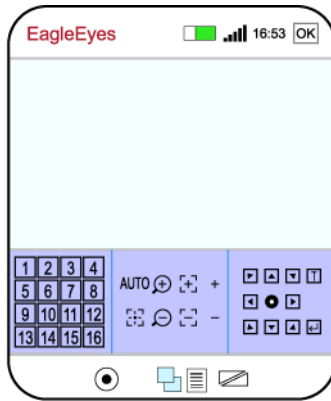 EagleEyes 16:53 OK
1 2 3 4
5 6 7 8
9 10 11 12
13 14 15 16
AUTO + + +
− − −
T